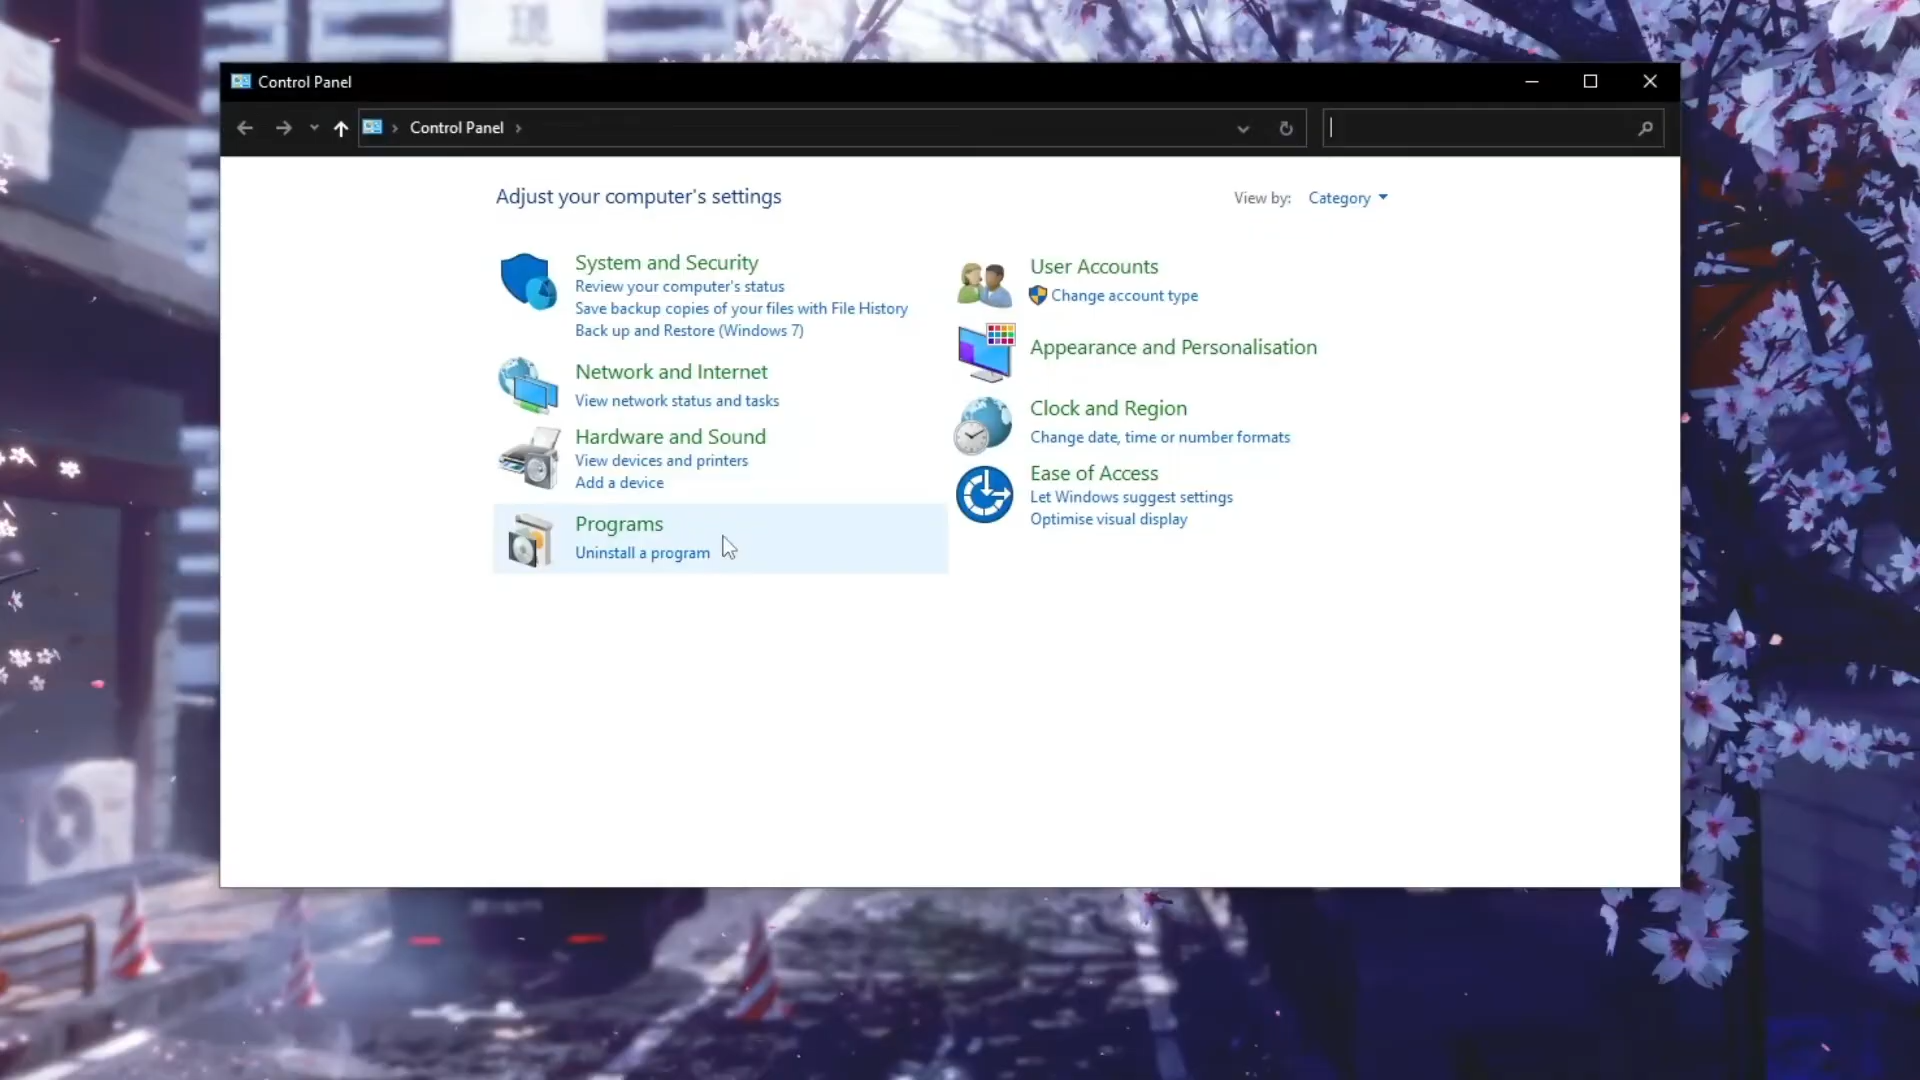 現
Control Panel
Control Panel
Adjust your computer's settings
View by: Category
System and Security
Review your computer's status
Save backup copies of your files with File History
Back up and Restore (Windows 7)
Network and Internet
View network status and tasks
Hardware and Sound
View devices and printers
Add a device
Programs
Uninstall a program
User Accounts
Change account type
Appearance and Personalisation
Clock and Region
Change date, time or number formats
Ease of Access
Let Windows suggest settings
Optimise visual display